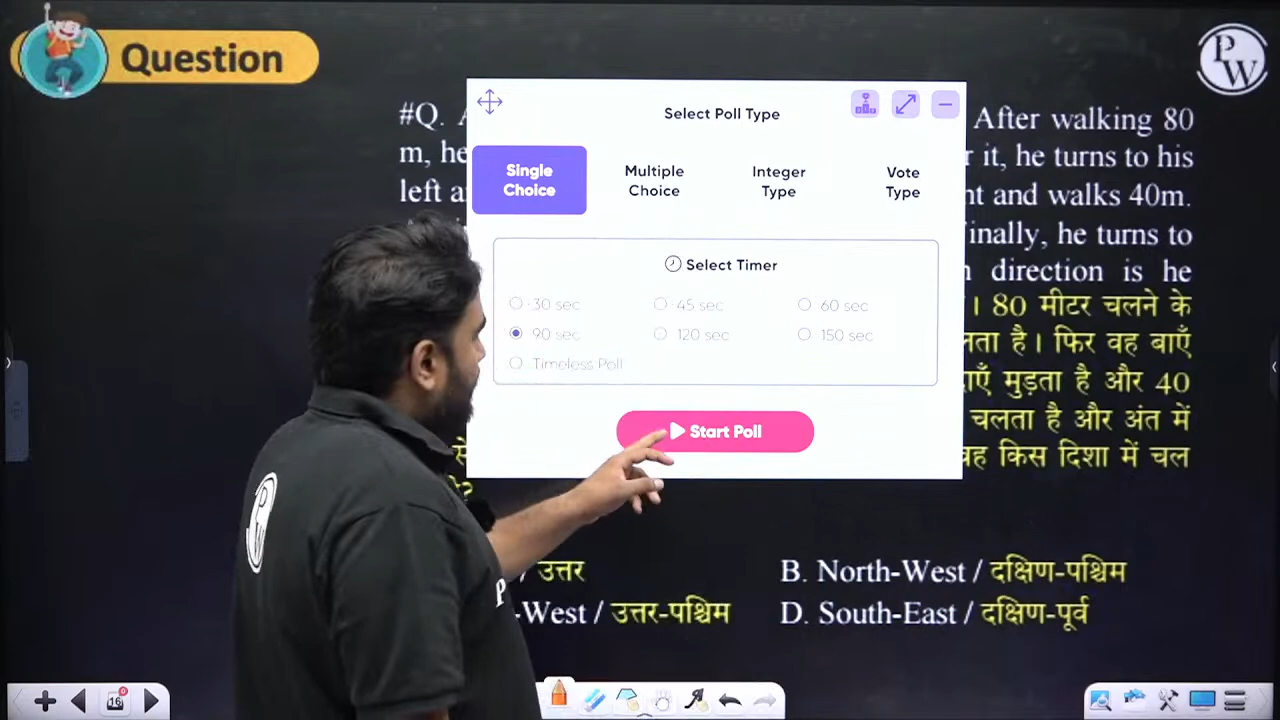 Question
PW
#Q.
After walking 80
m, he
r it, he turns to his
left
nt and walks 40m.
inally, he turns to
direction is he
। 80 मीटर चलने के
ता है। फिर वह बाएँ
मुड़ता है और 40
चलता है और अंत में
वह किस दिशा में चल
Select Poll Type
Single Choice
Multiple Choice
Integer Type
Vote Type
Select Timer
30 sec
45 sec
60 sec
90 sec
120 sec
150 sec
Timeless Poll
Start Poll
/ उत्तर
B. North-West / दक्षिण-पश्चिम
-West / उत्तर-पश्चिम
D. South-East / दक्षिण-पूर्व
16